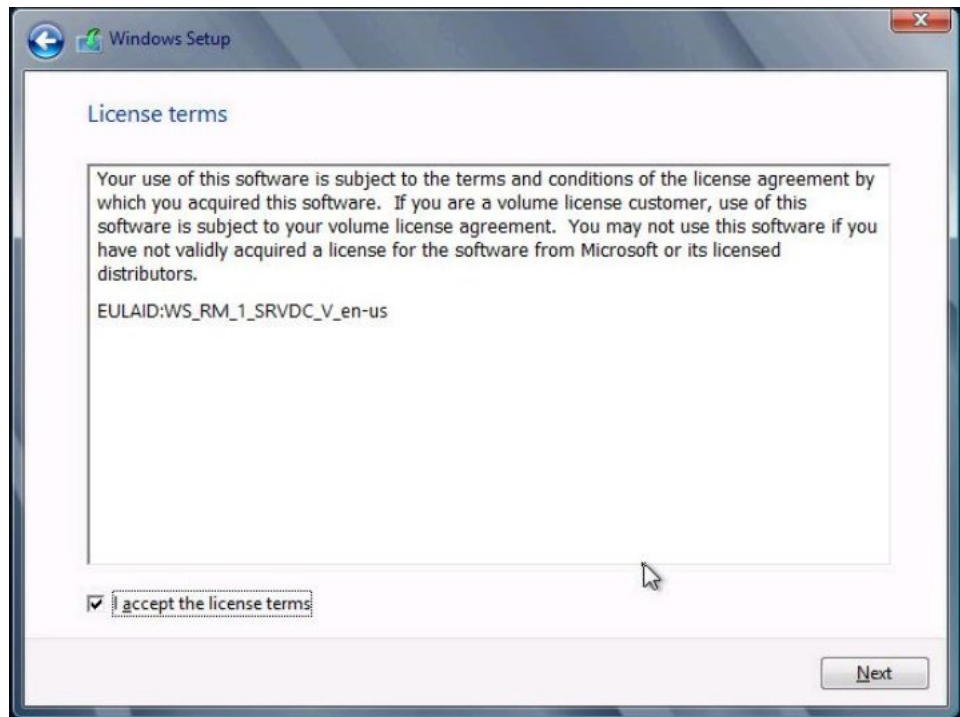 Windows Setup
License terms
Your use of this software is subject to the terms and conditions of the license agreement by
which you acquired this software.  If you are a volume license customer, use of this
software is subject to your volume license agreement.  You may not use this software if you
have not validly acquired a license for the software from Microsoft or its licensed
distributors.
EULAID:WS_RM_1_SRVDC_V_en-us
I accept the license terms
Next